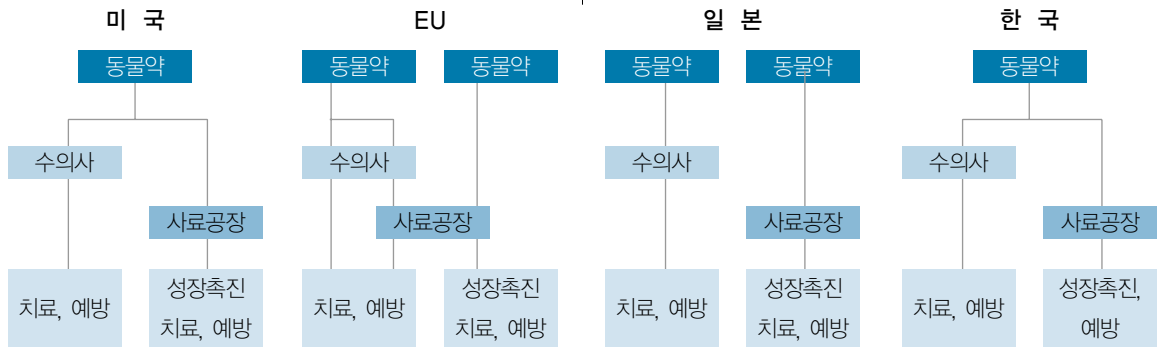 미 국
EU
일 본
한 국
동물약
동물약
동물약
동물약
동물약
동물약
수의사
수의사
수의사
수의사
사료공장
사료공장
사료공장
사료공장
치료, 예방
성장촉진
치료, 예방
치료, 예방
성장촉진
치료, 예방
치료, 예방
성장촉진
치료, 예방
치료, 예방
성장촉진,
예방